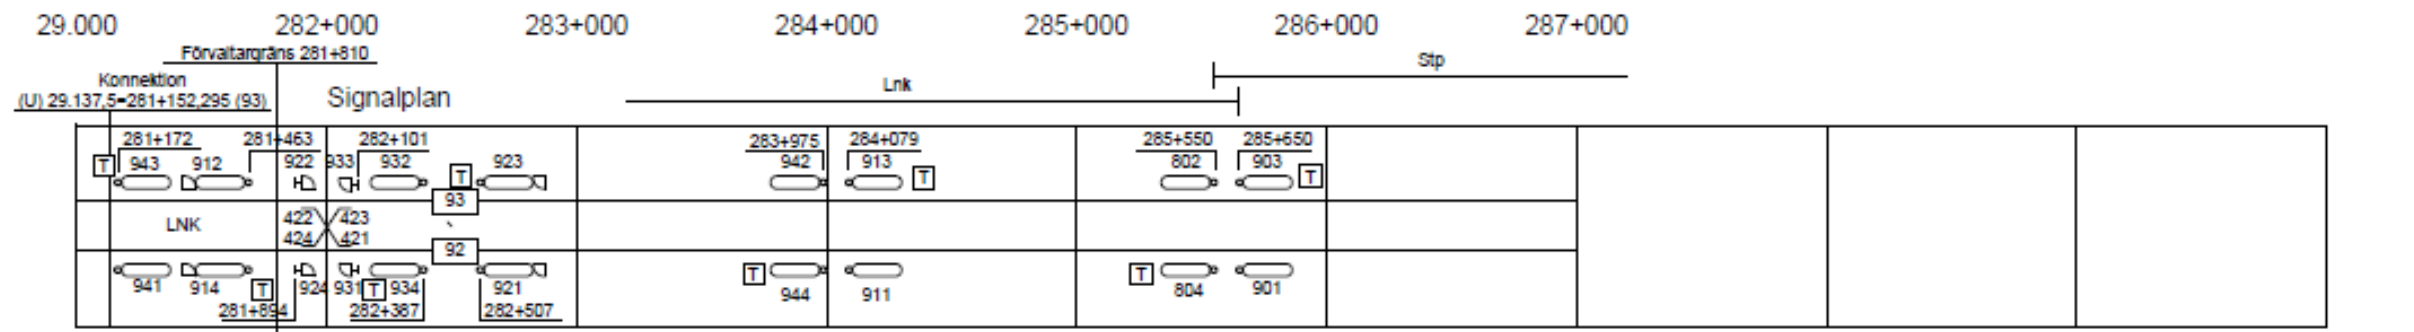 29.000 282+000 283+000 284+000 285+000 286+000 287+000
Förvaltargräns 281+810
Stp
Konnektion
Lnk
(U) 29.137,5=281+152,295 (93)
Signalplan
281+172 281+463 282+101 283+975 284+079 285+550 285+650
T 943 912 922 933 932 T 923 942 913 T 802 903 T
93
LNK 422 423
424 421
92
T T
941 914 T 924 931 T 934 921 944 911 804 901
281+894 282+387 282+507